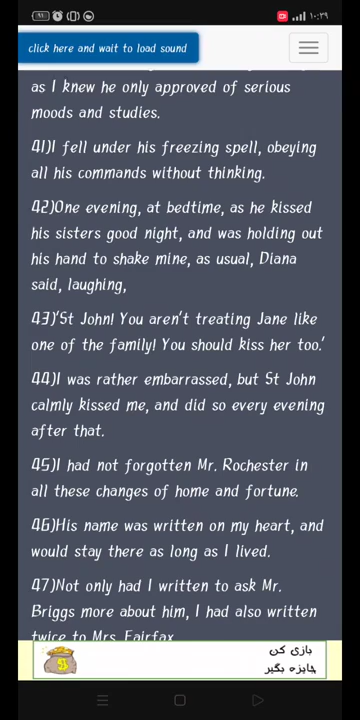 ۱۰:۲۹
click here and wait to load sound
as I knew he only approved of serious
moods and studies.
41)I fell under his freezing spell, obeying
all his commands without thinking.
42)One evening, at bedtime, as he kissed
his sisters good night, and was holding out
his hand to shake mine, as usual, Diana
said, laughing,
43)'St John! You aren't treating Jane like
one of the family! You should kiss her too.'
44)I was rather embarrassed, but St John
calmly kissed me, and did so every evening
after that.
45)I had not forgotten Mr. Rochester in
all these changes of home and fortune.
46)His name was written on my heart, and
would stay there as long as I lived.
47)Not only had I written to ask Mr.
Briggs more about him, I had also written
twice to Mrs. Fairfax
بازی کن
جایزه بگیر